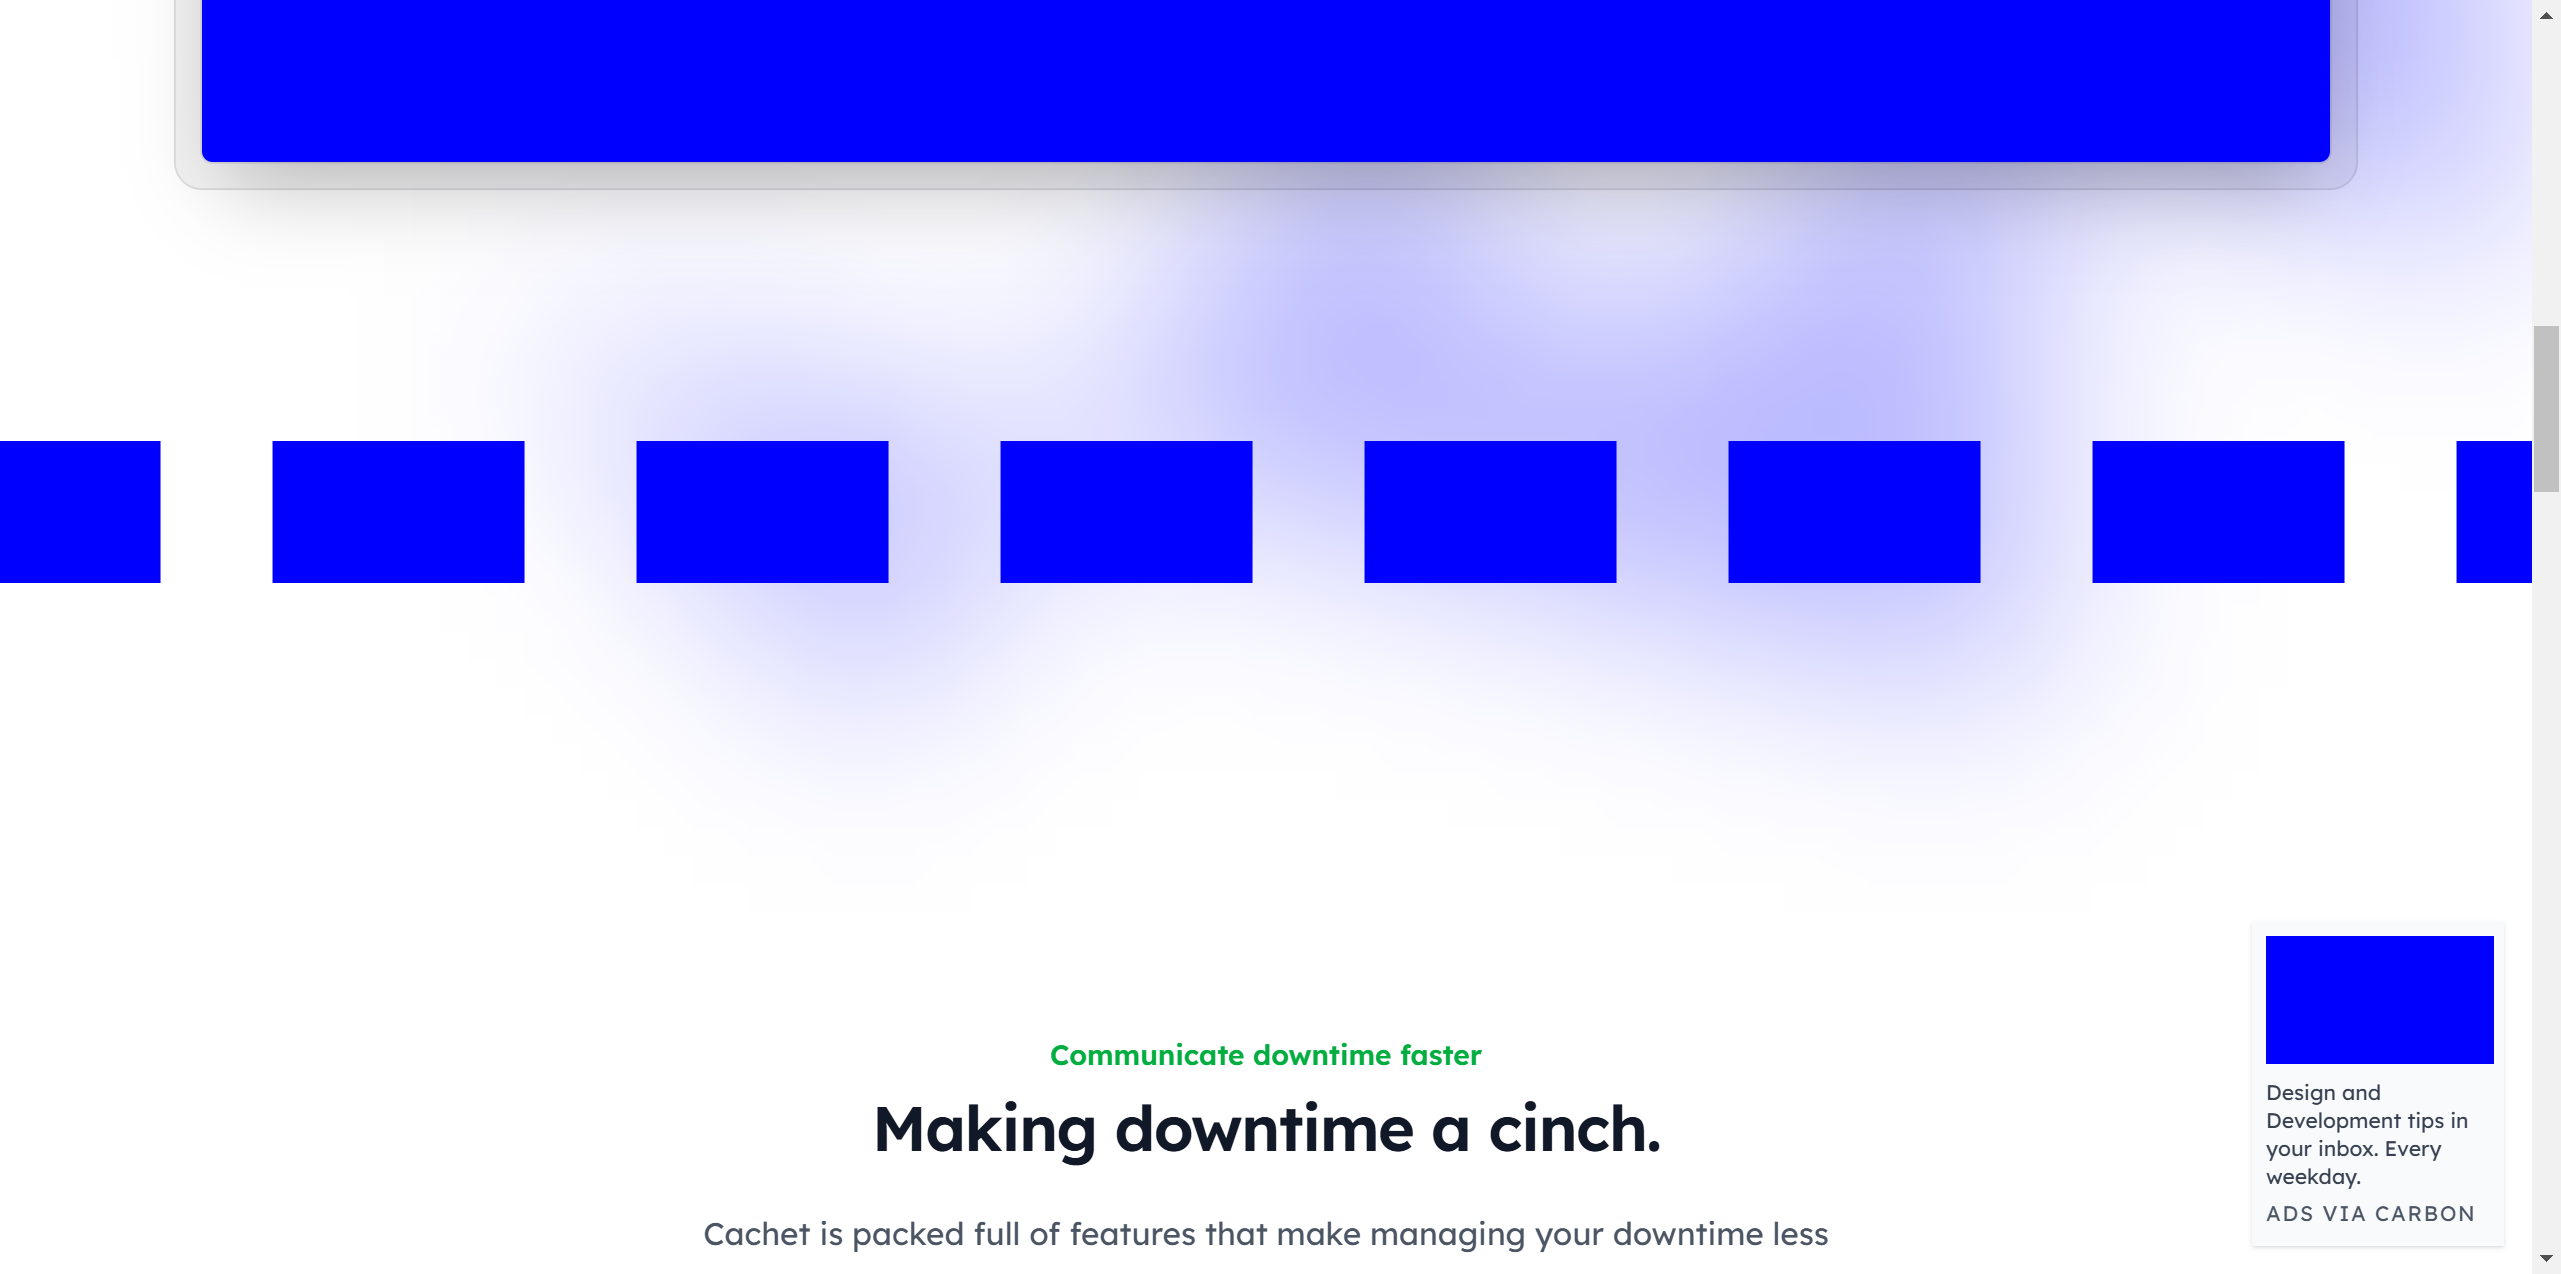 Communicate downtime faster
Making downtime a cinch.
Cachet is packed full of features that make managing your downtime less
Design and
Development tips in
your inbox. Every
weekday.
ADS VIA CARBON